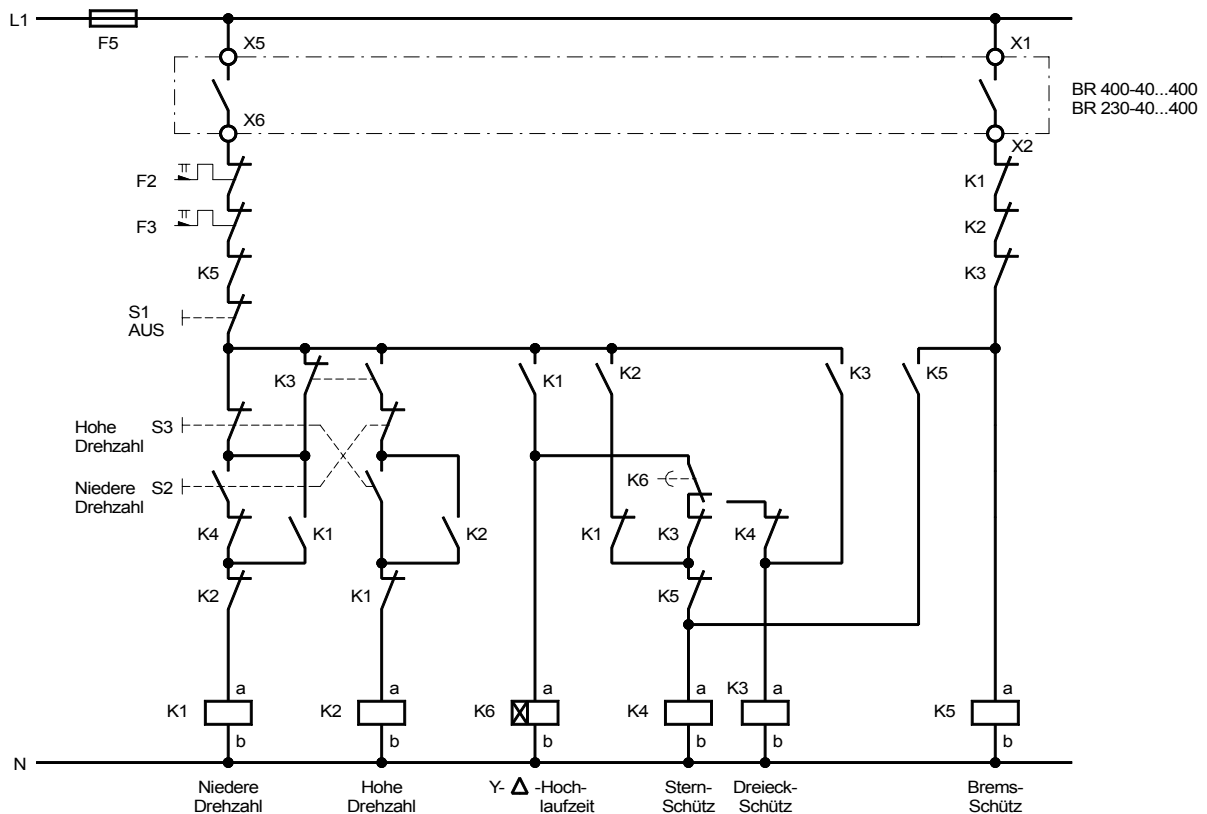 L1
F5
X5
X1
BR 400-40...400
BR 230-40...400
X6
X2
F2
K1
F3
K2
K5
K3
S1
AUS
K3
K1
K2
K3
K5
Hohe
Drehzahl
S3
Niedere
Drehzahl
S2
K6
K4
K1
K2
K1
K3
K4
K2
K1
K5
a
a
a
a
K3
a
a
K1
K2
K6
K4
K5
b
b
b
b
b
b
N
Niedere
Drehzahl
Hohe
Drehzahl
Y- Δ -Hoch-
laufzeit
Stern-
Schütz
Dreieck-
Schütz
Brems-
Schütz